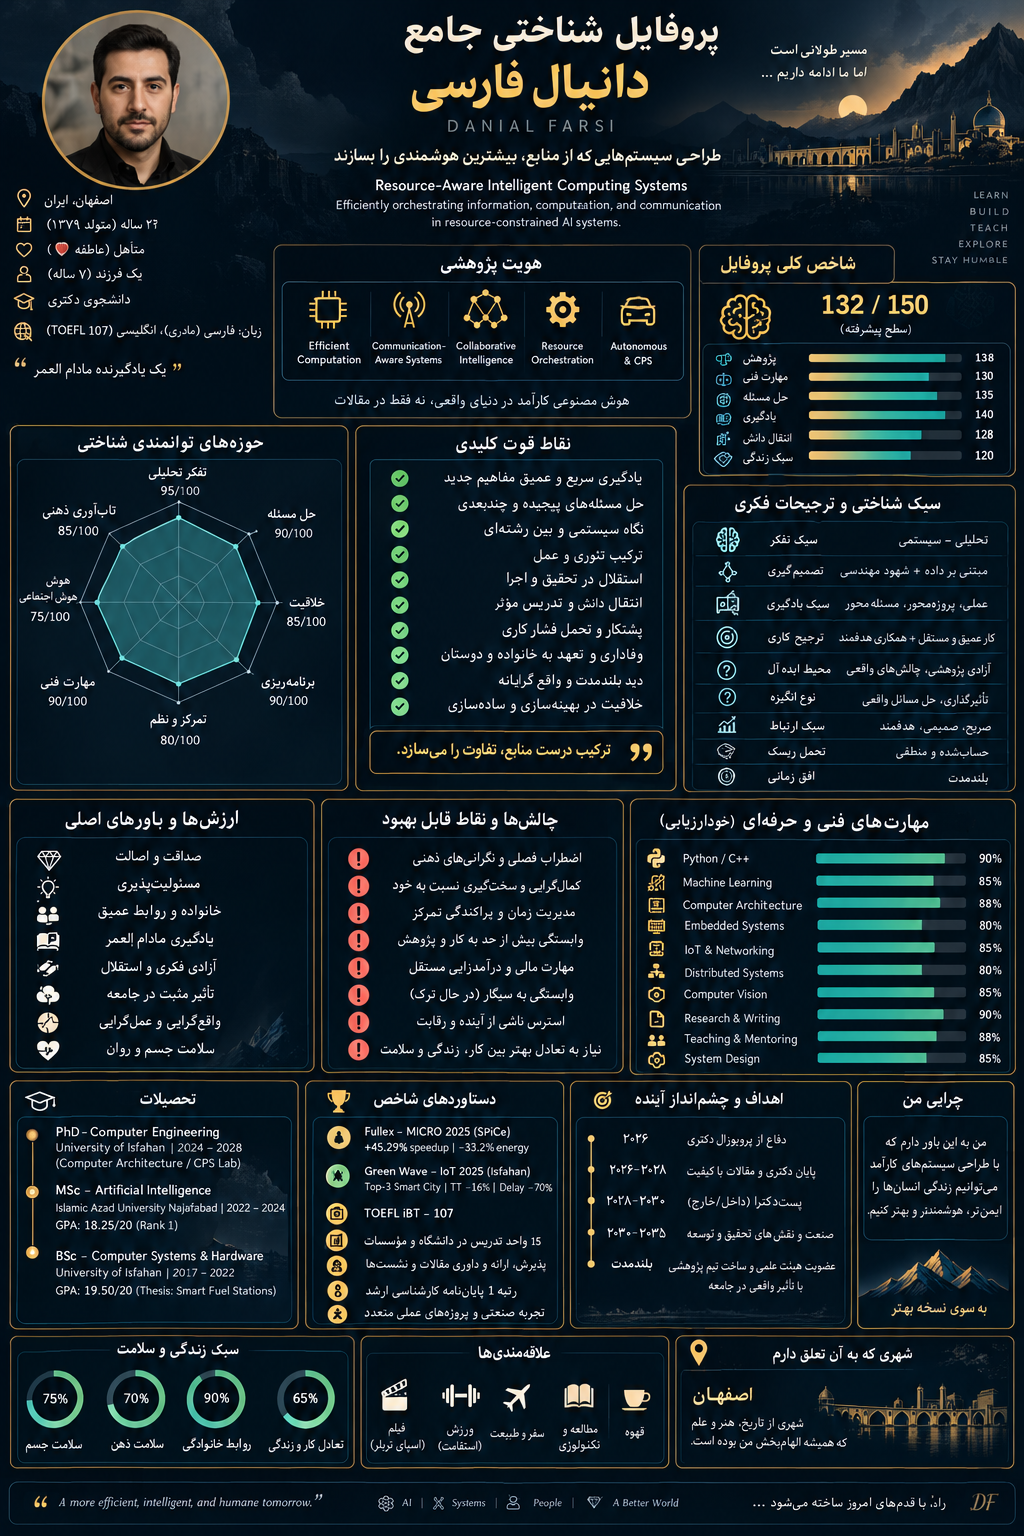 پروفایل شناختی جامع
دانیال فارسی
DANIAL FARSI
طراحی سیستم‌هایی که از منابع، بیشترین هوشمندی را بسازند
Resource-Aware Intelligent Computing Systems
Efficiently orchestrating information, computation, and communication
in resource-constrained AI systems.
مسیر طولانی است
اما ما ادامه داریم ...
LEARN
BUILD
TEACH
EXPLORE
STAY HUMBLE
اصفهان، ایران
ساله (متولد ۱۳۷۹)
متأهل (عاطفه ❤️)
یک فرزند (۷ ساله)
دانشجوی دکتری
زبان: فارسی (مادری)، انگلیسی (TOEFL 107)
“ یک یادگیرنده مادام العمر ”
هویت پژوهشی
Efficient Computation
Communication-Aware Systems
Collaborative Intelligence
Resource Orchestration
Autonomous & CPS
هوش مصنوعی کارآمد در دنیای واقعی، نه فقط در مقالات
شاخص کلی پروفایل
132 / 150
(سطح پیشرفته)
پژوهش 138
مهارت فنی 130
حل مسئله 135
یادگیری 140
انتقال دانش 128
سبک زندگی 120
حوزه‌های توانمندی شناختی
تفکر تحلیلی
95/100
حل مسئله
90/100
خلاقیت
85/100
برنامه‌ریزی
90/100
تمرکز و نظم
80/100
مهارت فنی
90/100
هوش
هوش اجتماعی
75/100
تاب‌آوری ذهنی
85/100
نقاط قوت کلیدی
یادگیری سریع و عمیق مفاهیم جدید
حل مسئله‌های پیچیده و چندبعدی
نگاه سیستمی و بین رشته‌ای
ترکیب تئوری و عمل
استقلال در تحقیق و اجرا
انتقال دانش و تدریس مؤثر
پشتکار و تحمل فشار کاری
وفاداری و تعهد به خانواده و دوستان
دید بلندمدت و واقع گرایانه
خلاقیت در بهینه‌سازی و ساده‌سازی
ترکیب درست منابع، تفاوت را می‌سازد.
سبک شناختی و ترجیحات فکری
سبک تفکر تحلیلی – سیستمی
تصمیم‌گیری مبتنی بر داده + شهود مهندسی
سبک یادگیری عملی، پروژه‌محور، مسئله محور
ترجیح کاری کار عمیق و مستقل + همکاری هدفمند
محیط ایده آل آزادی پژوهشی، چالش‌های واقعی
نوع انگیزه تأثیرگذاری، حل مسائل واقعی
سبک ارتباط صریح، صمیمی، هدفمند
تحمل ریسک حساب‌شده و منطقی
افق زمانی بلندمدت
ارزش‌ها و باورهای اصلی
صداقت و اصالت
مسئولیت‌پذیری
خانواده و روابط عمیق
یادگیری مادام العمر
آزادی فکری و استقلال
تأثیر مثبت در جامعه
واقع‌گرایی و عمل‌گرایی
سلامت جسم و روان
چالش‌ها و نقاط قابل بهبود
اضطراب فصلی و نگرانی‌های ذهنی
کمال‌گرایی و سخت‌گیری نسبت به خود
مدیریت زمان و پراکندگی تمرکز
وابستگی بیش از حد به کار و پژوهش
مهارت مالی و درآمدزایی مستقل
وابستگی به سیگار (در حال ترک)
استرس ناشی از آینده و رقابت
نیاز به تعادل بهتر بین کار، زندگی و سلامت
مهارت‌های فنی و حرفه‌ای (خودارزیابی)
Python / C++ 90%
Machine Learning 85%
Computer Architecture 88%
Embedded Systems 80%
IoT & Networking 85%
Distributed Systems 80%
Computer Vision 85%
Research & Writing 90%
Teaching & Mentoring 88%
System Design 85%
تحصیلات
PhD – Computer Engineering
University of Isfahan | 2024 – 2028
(Computer Architecture / CPS Lab)
MSc – Artificial Intelligence
Islamic Azad University Najafabad | 2022 – 2024
GPA: 18.25/20 (Rank 1)
BSc – Computer Systems & Hardware
University of Isfahan | 2017 – 2022
GPA: 19.50/20 (Thesis: Smart Fuel Stations)
دستاوردهای شاخص
Fullex – MICRO 2025 (SPiCe)
+45.29% speedup | −33.2% energy
Green Wave – IoT 2025 (Isfahan)
Top-3 Smart City | TT −16% | Delay −70%
TOEFL iBT – 107
15 واحد تدریس در دانشگاه و مؤسسات
پذیرش، ارائه و داوری مقالات و نشست‌ها
رتبه 1 پایان‌نامه کارشناسی ارشد
تجربه صنعتی و پروژه‌های عملی متعدد
اهداف و چشم‌انداز آینده
۲۰۲۶ دفاع از پروپوزال دکتری
۲۰۲۶-۲۰۲۸ پایان دکتری و مقالات با کیفیت
۲۰۲۸-۲۰۳۰ پست‌دکترا (داخل/خارج)
۲۰۳۰-۲۰۳۵ صنعت و نقش‌های تحقیق و توسعه
بلندمدت عضویت هیئت علمی و ساخت تیم پژوهشی
با تأثیر واقعی در جامعه
چرایی من
من به این باور دارم که
با طراحی سیستم‌های کارآمد
می‌توانیم زندگی انسان‌ها را
ایمن‌تر، هوشمندتر و بهتر کنیم.
به سوی نسخه بهتر
سبک زندگی و سلامت
75% 70% 90% 65%
سلامت جسم
سلامت ذهن
روابط خانوادگی
تعادل کار و زندگی
علاقه‌مندی‌ها
فیلم
(اسپای تریلر)
ورزش
(استقامت)
سفر و طبیعت
مطالعه و
تکنولوژی
قهوه
شهری که به آن تعلق دارم
اصفهـان
شهری از تاریخ، هنر و علم
که همیشه الهام‌بخش من بوده است.
“ A more efficient, intelligent, and humane tomorrow. ”
AI | Systems | People | A Better World
با قدم‌های امروز ساخته می‌شود ...
DF